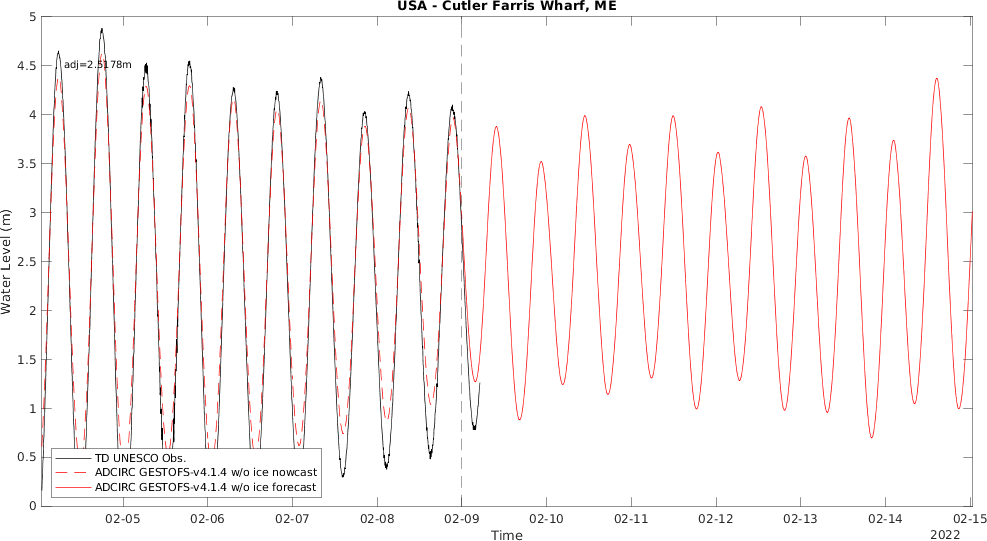 USA - Cutler Farris Wharf, ME
5
4.5
4
3.5
3
2.5
2
1.5
1
0.5
0
Water Level (m)
adj=2.5178m
TD UNESCO Obs.
ADCIRC GESTOFS-v4.1.4 w/o ice nowcast
ADCIRC GESTOFS-v4.1.4 w/o ice forecast
02-05 02-06 02-07 02-08 02-09 02-10 02-11 02-12 02-13 02-14 02-15
Time
2022